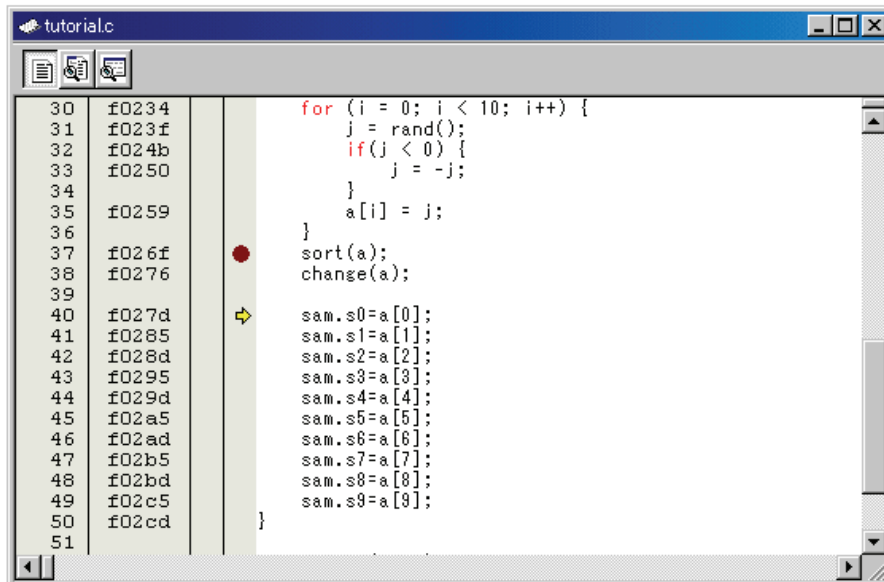 tutorial.c
30 f0234 for (i = 0; i < 10; i++) {
31 f023f j = rand();
32 f024b if(j < 0) {
33 f0250 j = -j;
34 }
35 f0259 a[i] = j;
36 }
37 f026f sort(a);
38 f0276 change(a);
39
40 f027d sam.s0=a[0];
41 f0285 sam.s1=a[1];
42 f028d sam.s2=a[2];
43 f0295 sam.s3=a[3];
44 f029d sam.s4=a[4];
45 f02a5 sam.s5=a[5];
46 f02ad sam.s6=a[6];
47 f02b5 sam.s7=a[7];
48 f02bd sam.s8=a[8];
49 f02c5 sam.s9=a[9];
50 f02cd }
51